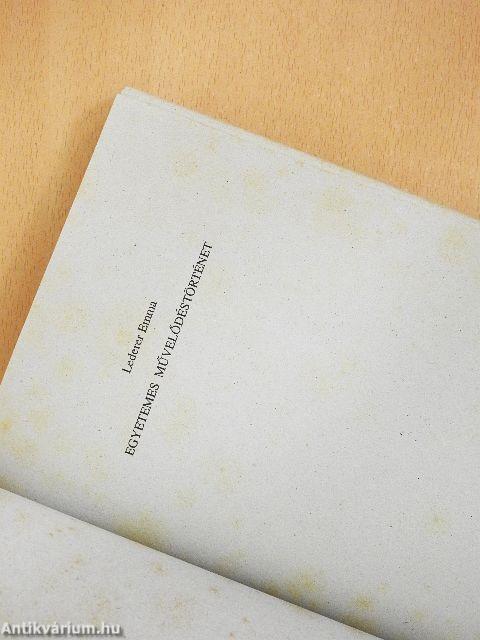 Lederer Emma
EGYETEMES MŰVELŐDÉSTÖRTÉNET
Antikvárium.hu